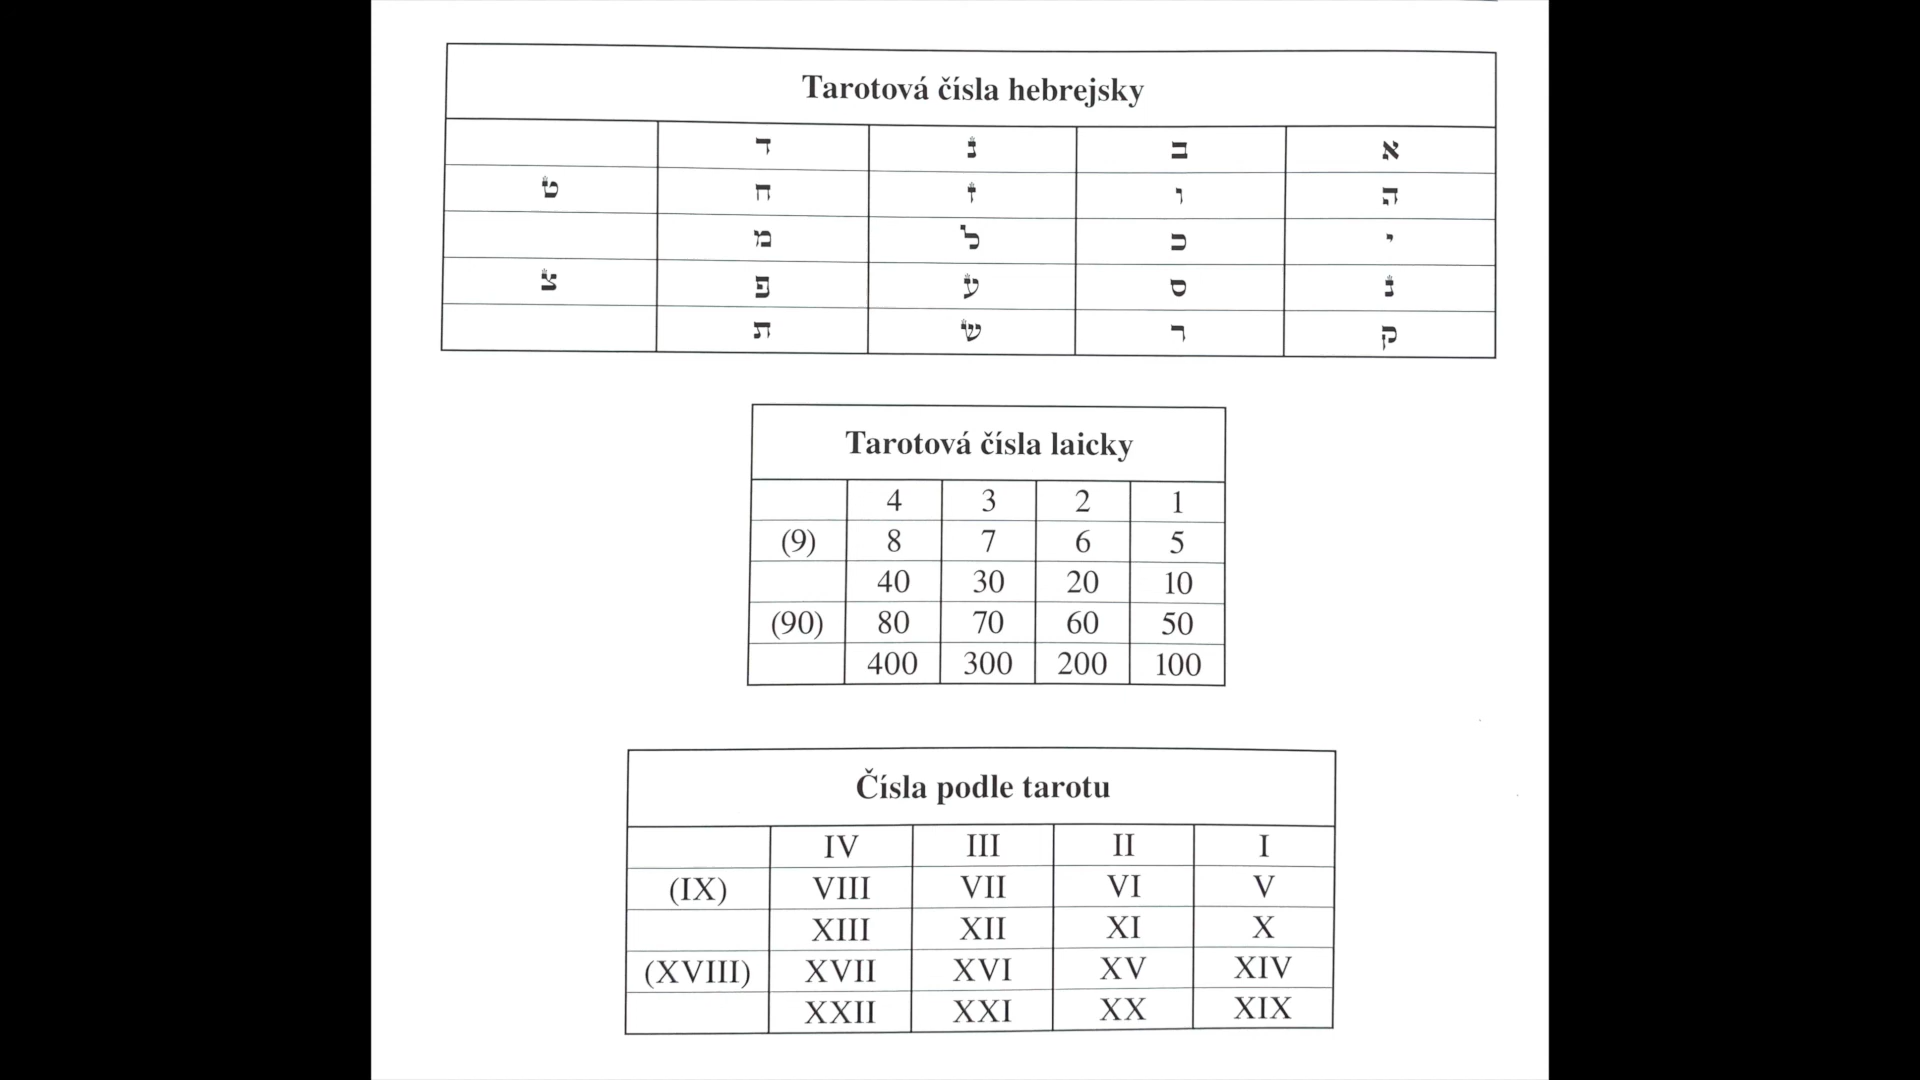 Tarotová čísla hebrejsky
א ב ג ד
ה ו ז ח ט
י כ ל מ
נ ס ע פ צ
ק ר ש ת
Tarotová čísla laicky
4 3 2 1
(9) 8 7 6 5
40 30 20 10
(90) 80 70 60 50
400 300 200 100
Čísla podle tarotu
IV III II I
(IX) VIII VII VI V
XIII XII XI X
(XVIII) XVII XVI XV XIV
XXII XXI XX XIX